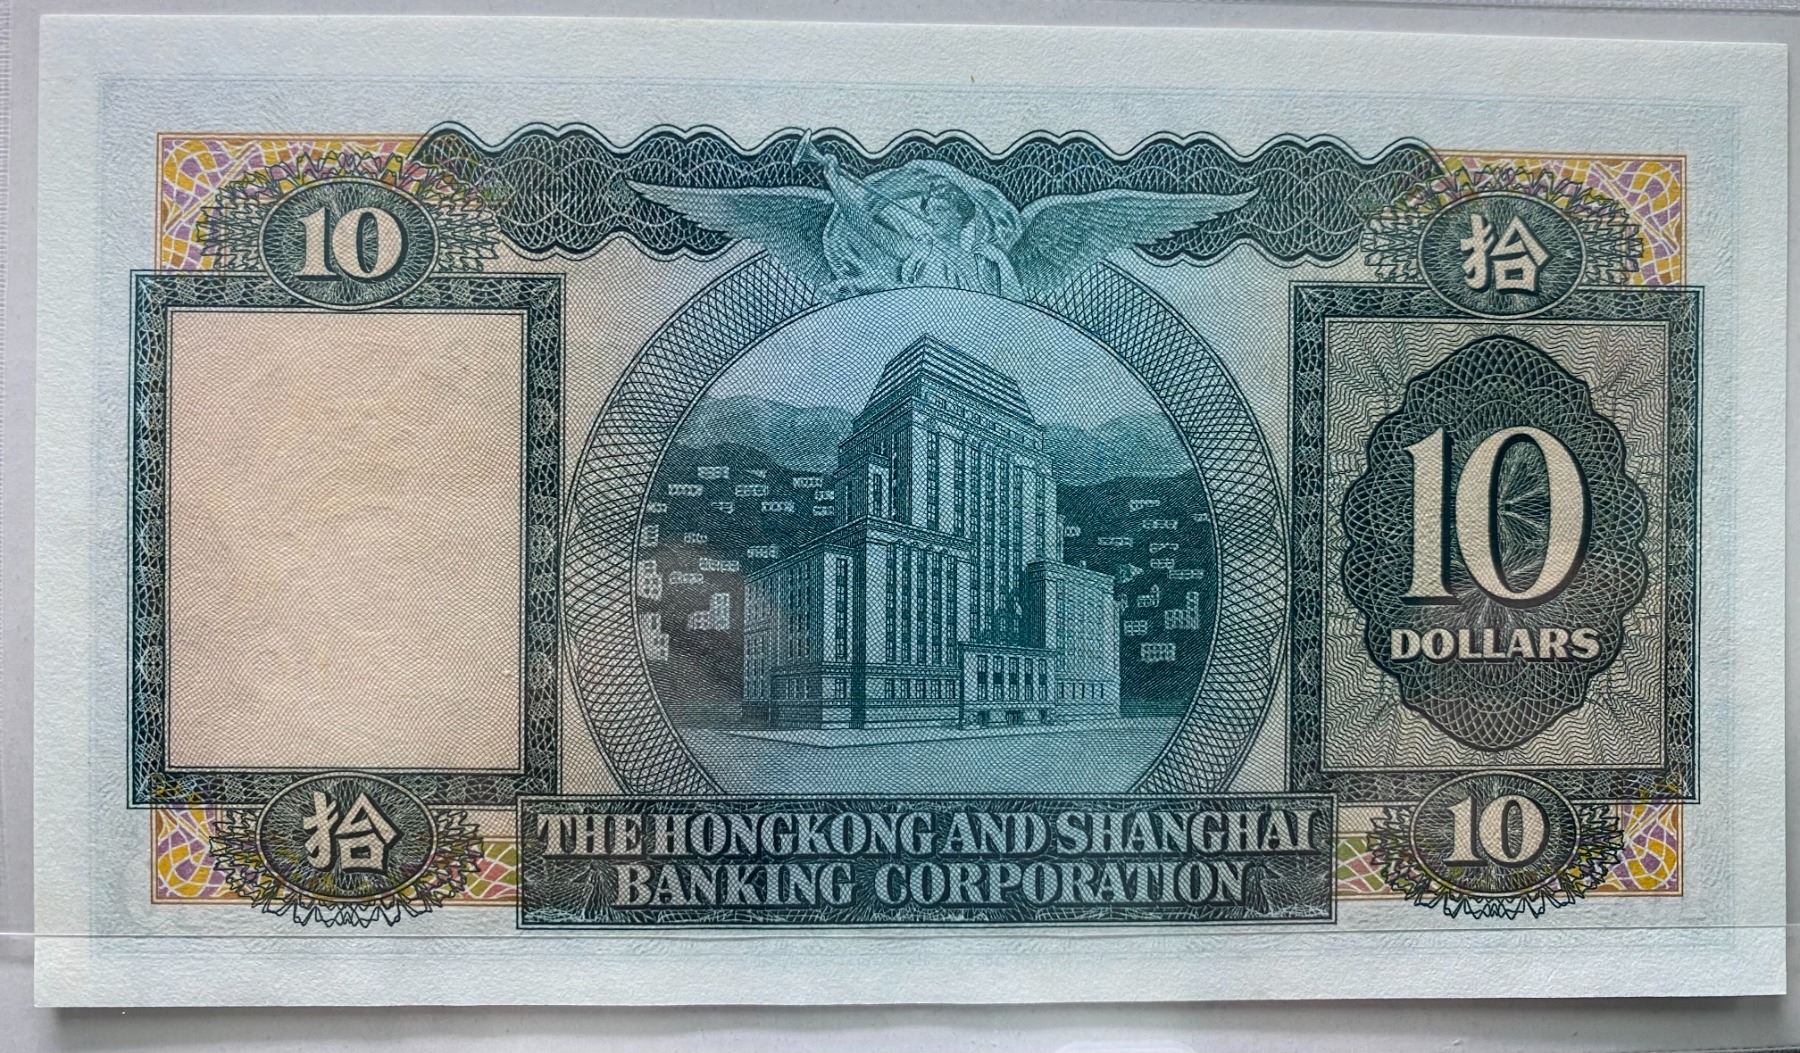 10
拾
10
DOLLARS
拾
10
THE HONGKONG AND SHANGHAI
BANKING CORPORATION